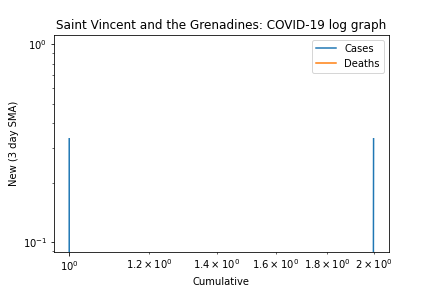 Saint Vincent and the Grenadines: COVID-19 log graph
Cases
Deaths
New (3 day SMA)
10⁰
10⁻¹
10⁰
1.2 × 10⁰
1.4 × 10⁰
1.6 × 10⁰
1.8 × 10⁰
2 × 10⁰
Cumulative